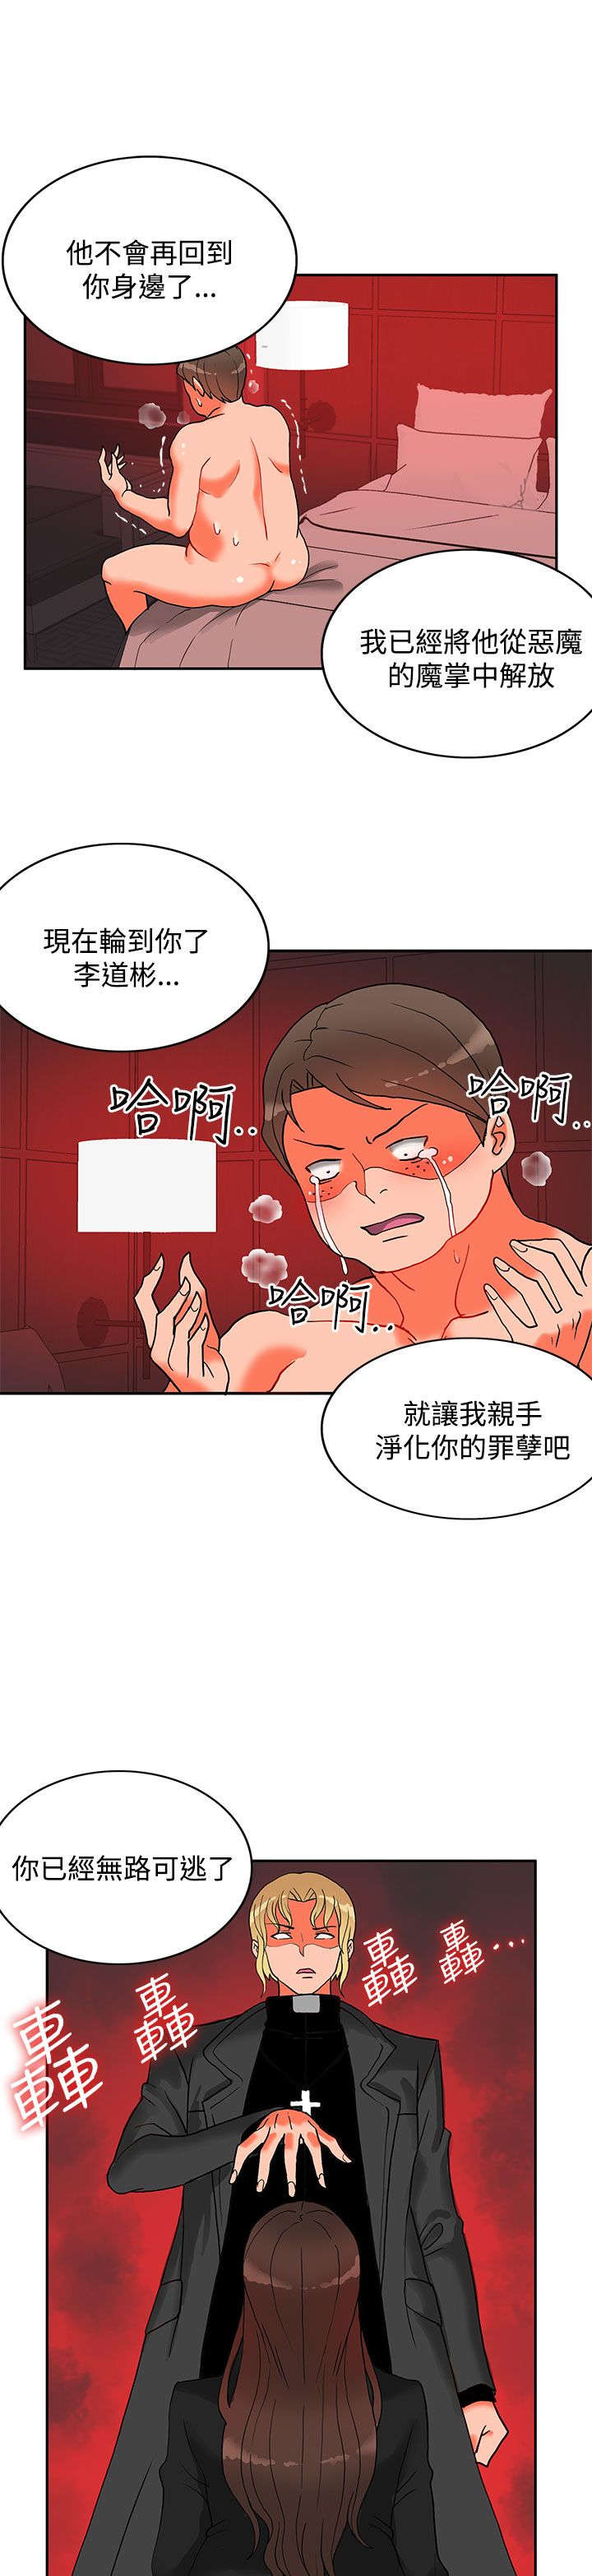 他不會再回到
你身邊了...
我已經將他從惡魔
的魔掌中解放
現在輪到你了
李道彬...
哈啊..
哈啊..
哈啊..
就讓我親手
淨化你的罪孽吧
你已經無路可逃了
轟
轟
轟
轟...